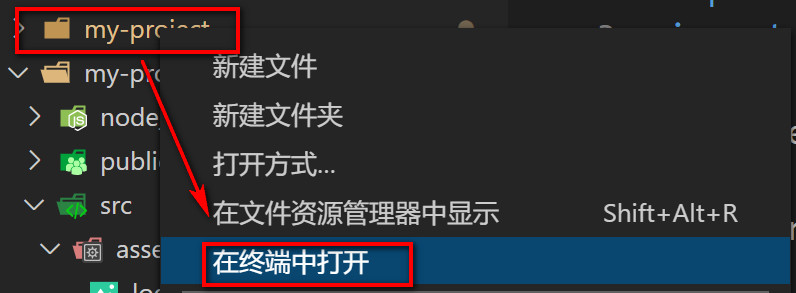 my-project
新建文件
my-pro
新建文件夹
node
打开方式...
public
在文件资源管理器中显示 Shift+Alt+R
src
在终端中打开
asse